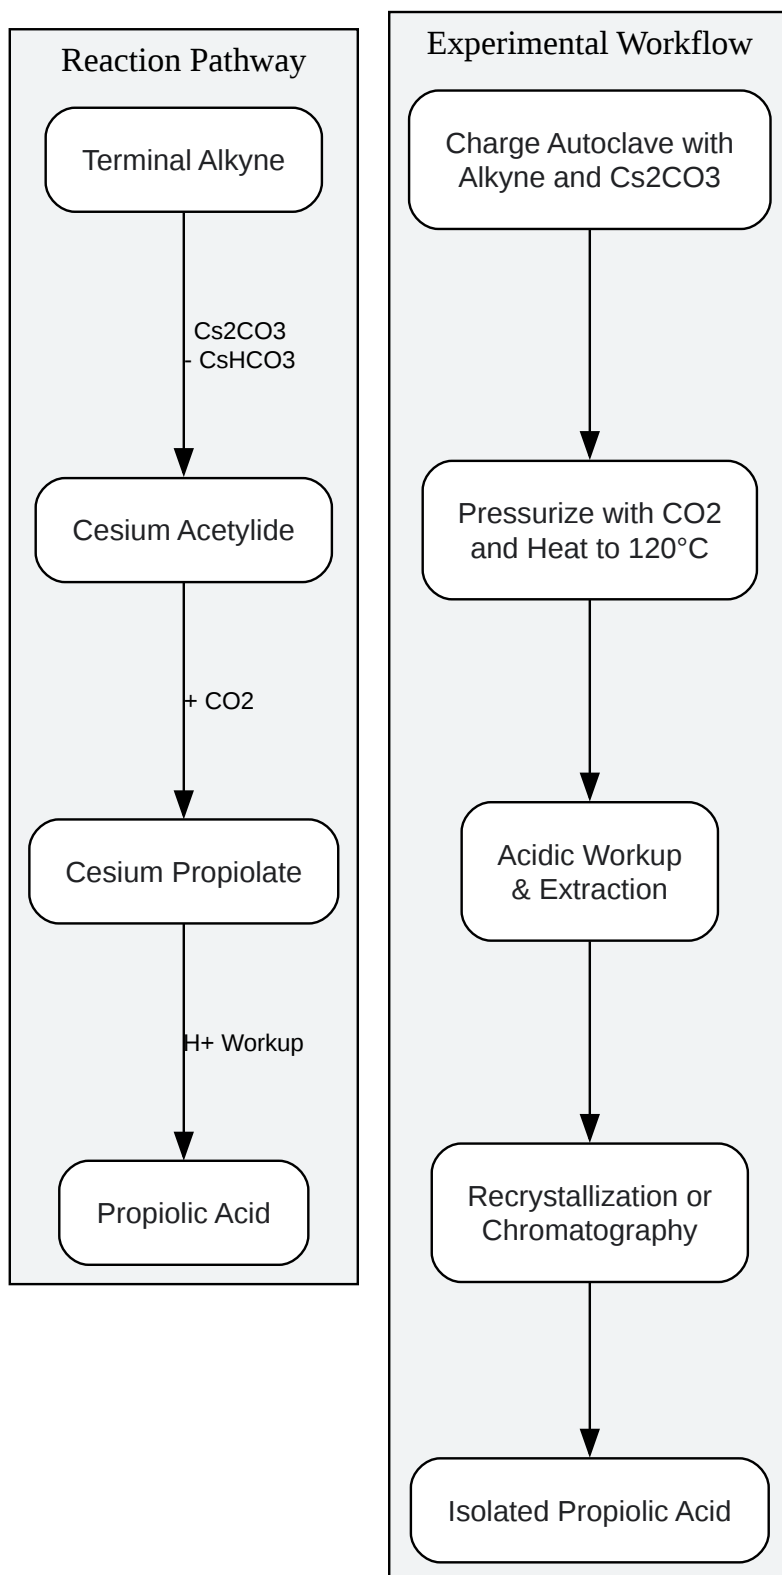 Reaction Pathway
Terminal Alkyne
Cs2CO3
- CsHCO3
Cesium Acetylide
+ CO2
Cesium Propiolate
H+ Workup
Propiolic Acid
Experimental Workflow
Charge Autoclave with
Alkyne and Cs2CO3
Pressurize with CO2
and Heat to 120°C
Acidic Workup
& Extraction
Recrystallization or
Chromatography
Isolated Propiolic Acid